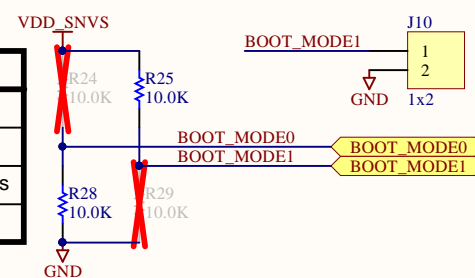 VDD_SNVS
J10
BOOT_MODE1
1
2
R24
10.0K
R25
10.0K
GND
1x2
BOOT_MODE0
BOOT_MODE0
BOOT_MODE1
BOOT_MODE1
s
R28
10.0K
R29
10.0K
GND